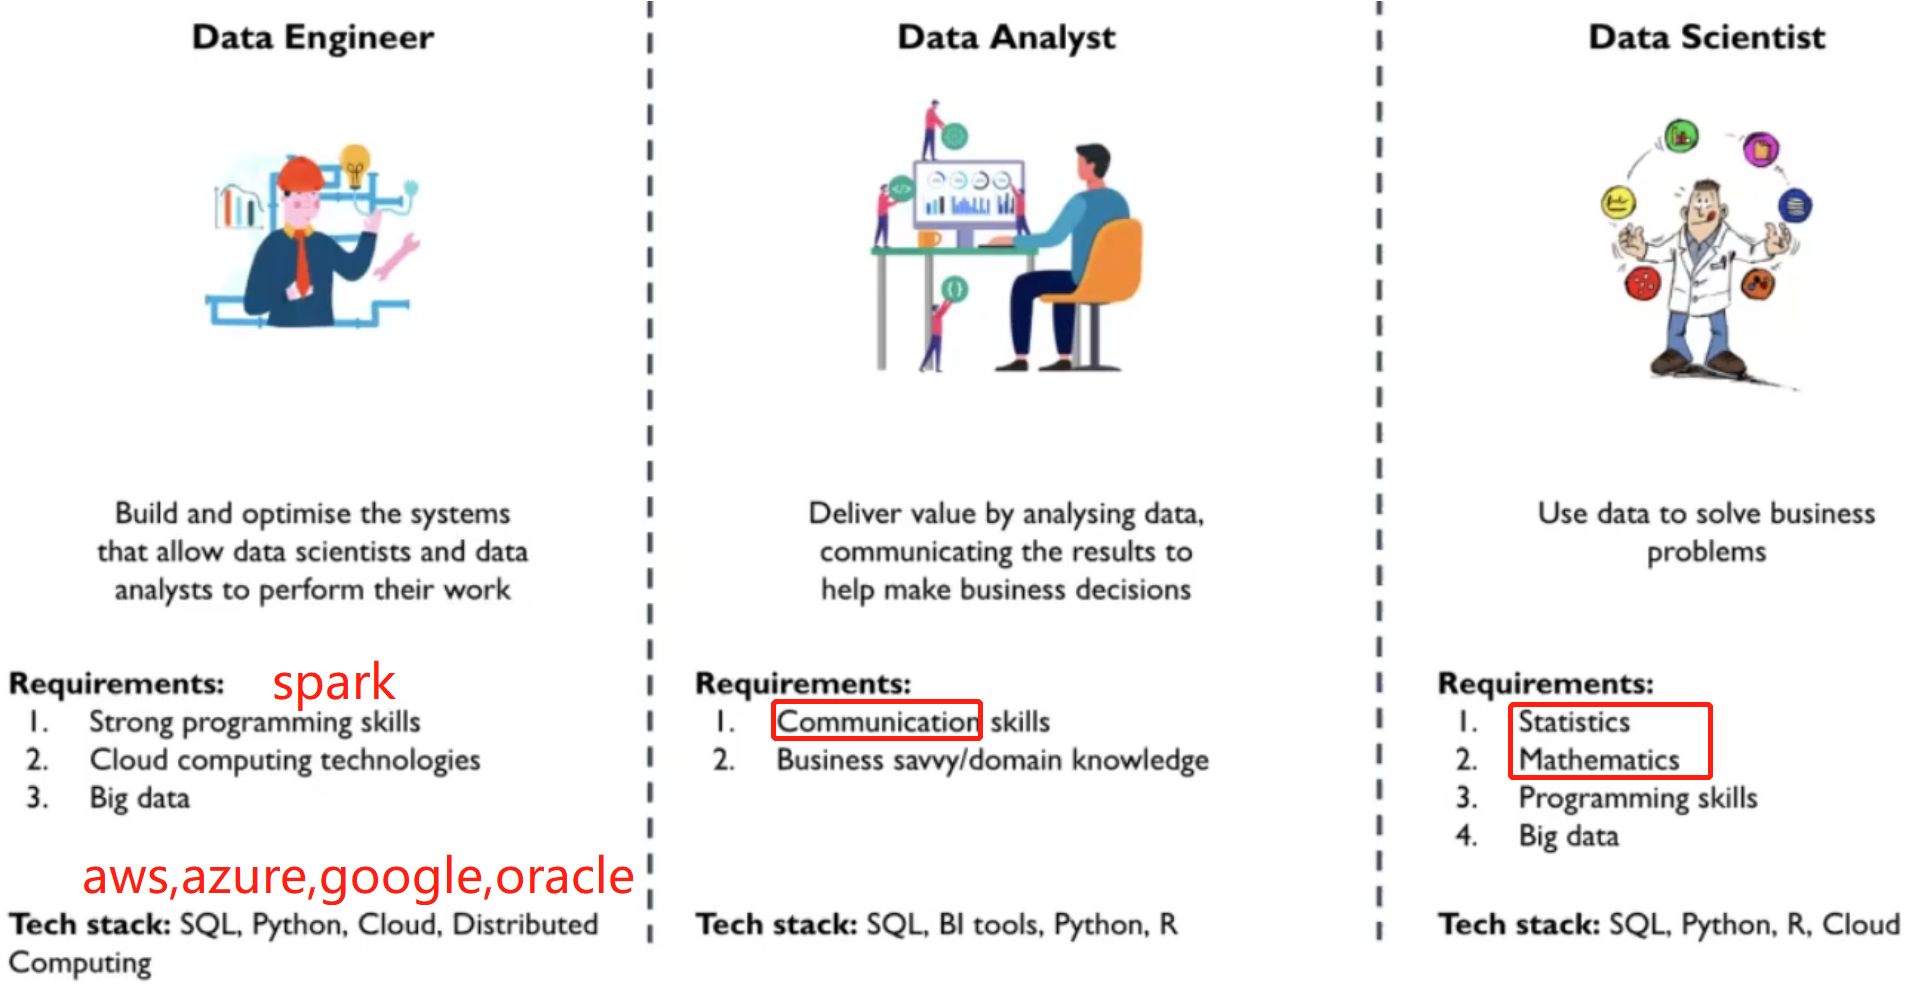 Data Engineer
Build and optimise the systems
that allow data scientists and data
analysts to perform their work
Requirements: spark
1. Strong programming skills
2. Cloud computing technologies
3. Big data
aws,azure,google,oracle
Tech stack: SQL, Python, Cloud, Distributed
Computing
Data Analyst
Deliver value by analysing data,
communicating the results to
help make business decisions
Requirements:
1. Communication skills
2. Business savvy/domain knowledge
Tech stack: SQL, BI tools, Python, R
Data Scientist
Use data to solve business
problems
Requirements:
1. Statistics
2. Mathematics
3. Programming skills
4. Big data
Tech stack: SQL, Python, R, Cloud